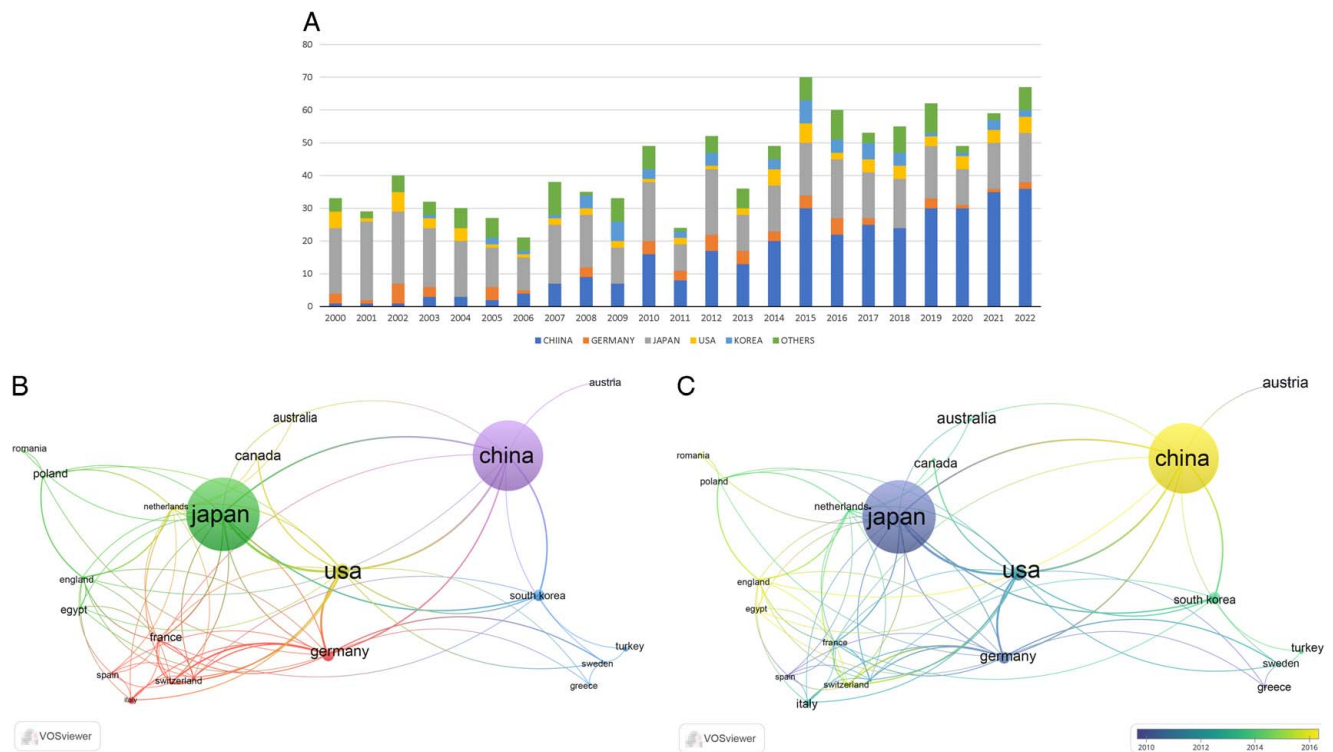 A
80
70
60
50
40
30
20
10
0
2000 2001 2002 2003 2004 2005 2006 2007 2008 2009 2010 2011 2012 2013 2014 2015 2016 2017 2018 2019 2020 2021 2022
CHIINA GERMANY JAPAN USA KOREA OTHERS
B
austria
australia
romania
canada
china
poland
netherlands
japan
usa
england
south korea
egypt
france
germany
turkey
spain
switzerland
sweden
greece
italy
VOSviewer
C
austria
australia
romania
canada
china
poland
netherlands
japan
usa
england
south korea
egypt
france
germany
turkey
spain
switzerland
sweden
greece
italy
VOSviewer
2010 2012 2014 2016